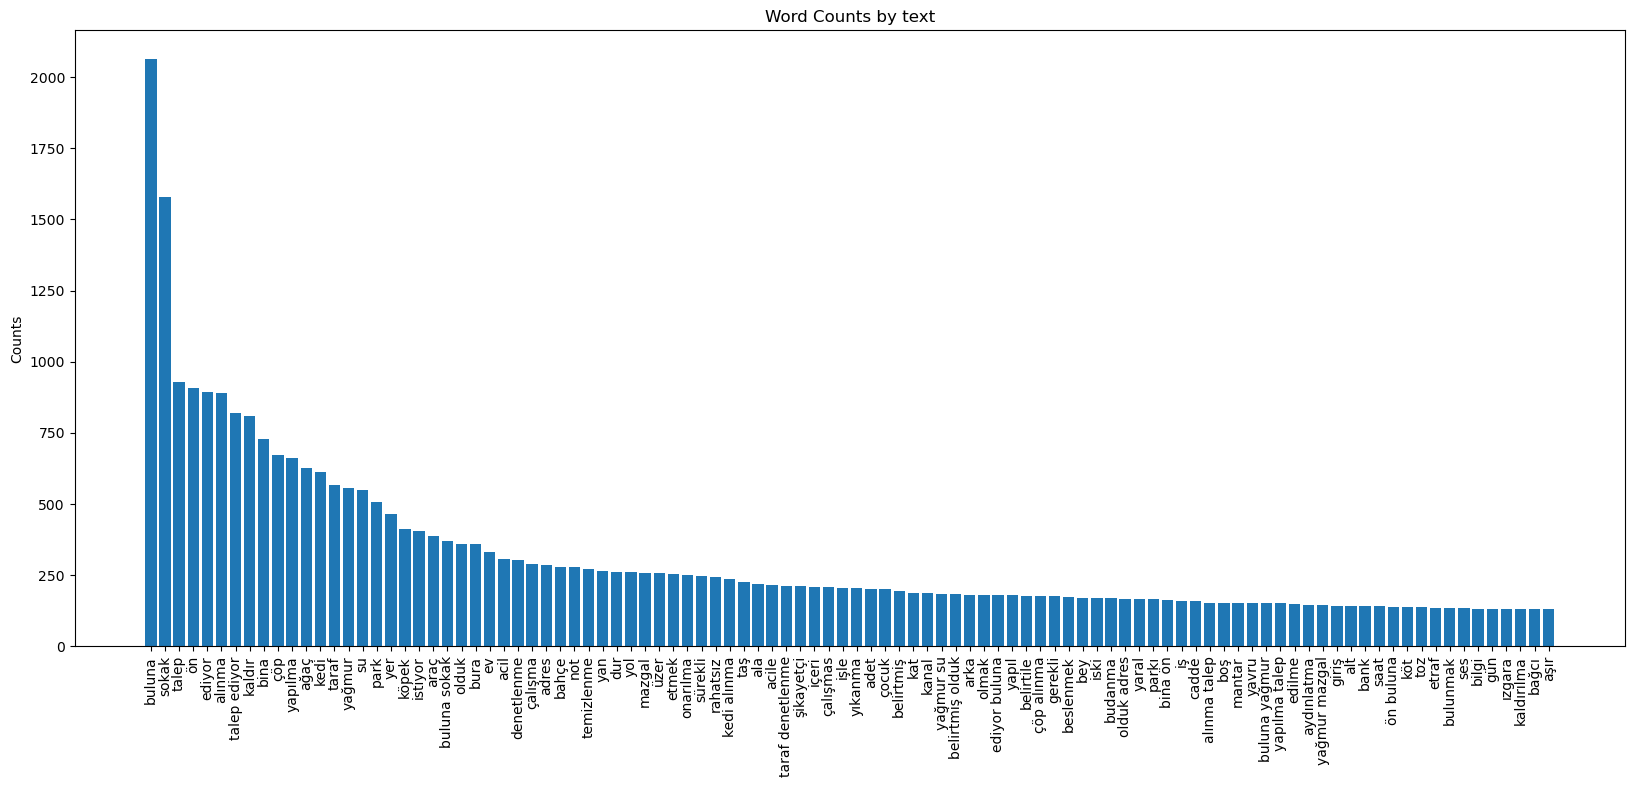 Word Counts by text
Counts
2000
1750
1500
1250
1000
750
500
250
0
buluna
sokak
talep
ön
ediyor
alınma
talep ediyor
kaldır
bina
çöp
yapılma
ağaç
kedi
taraf
yağmur
su
park
yer
köpek
istiyor
araç
buluna sokak
olduk
bura
ev
acil
denetlenme
çalışma
adres
bahçe
not
temizlenme
yan
dur
yol
mazgal
üzer
etmek
onarılma
sürekli
rahatsız
kedi alınma
taş
ala
acile
taraf denetlenme
şikayetçi
içeri
çalışmas
işle
yıkanma
adet
çocuk
belirtmiş
kat
kanal
yağmur su
belirtmiş olduk
arka
olmak
ediyor buluna
yapıl
belirtile
çöp alınma
gerekli
beslenmek
bey
iski
budanma
olduk adres
yaral
parkı
bina ön
iş
cadde
alınma talep
boş
mantar
yavru
buluna yağmur
yapılma talep
edilme
aydınlatma
yağmur mazgal
giriş
alt
bank
saat
ön buluna
köt
toz
etraf
bulunmak
ses
bilgi
gün
ızgara
kaldırılma
bağcı
aşır